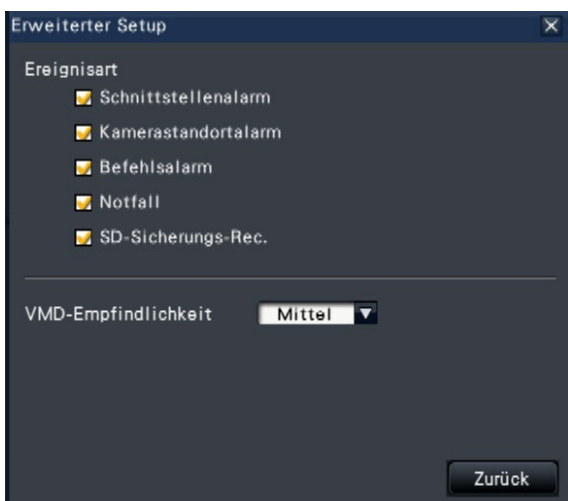 Erweiterter Setup
Ereignisart
Schnittstellenalarm
Kamerastandortalarm
Befehlsalarm
Notfall
SD-Sicherungs-Rec.
VMD-Empfindlichkeit Mittel
Zurück